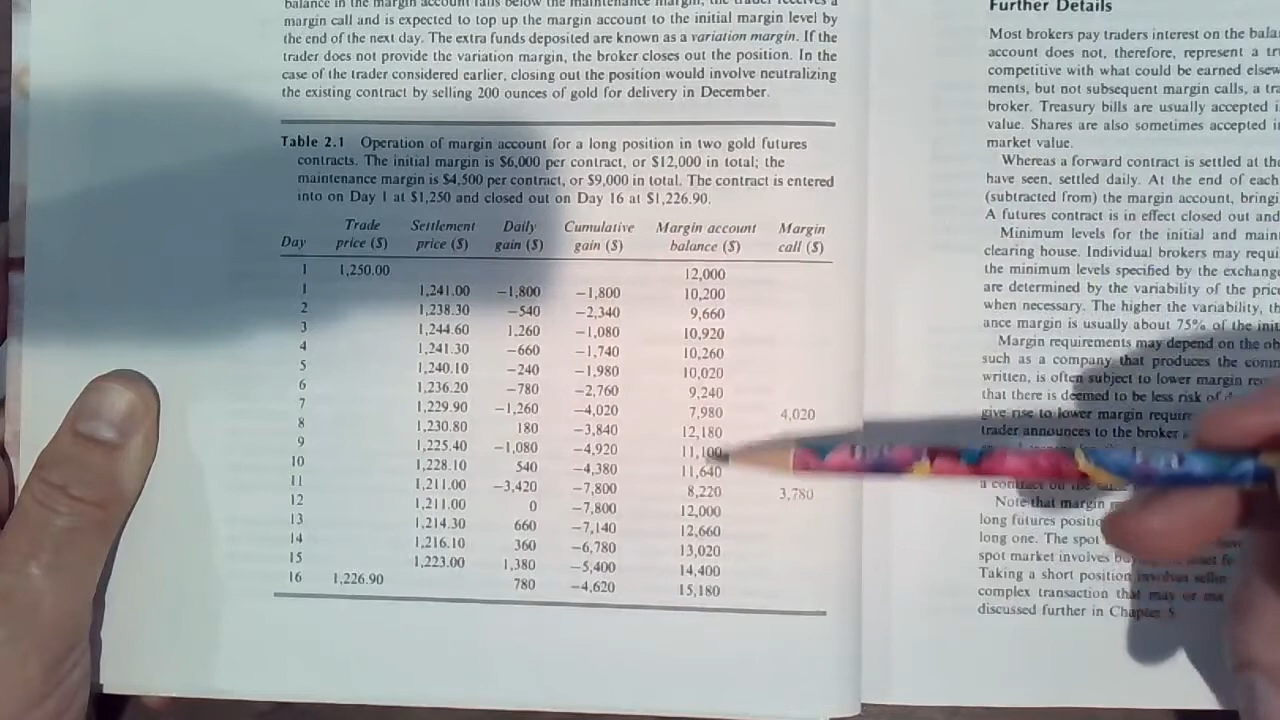 balance in the margin account falls below the maintenance margin, the trader receives a
margin call and is expected to top up the margin account to the initial margin level by
the end of the next day. The extra funds deposited are known as a variation margin. If the
trader does not provide the variation margin, the broker closes out the position. In the
case of the trader considered earlier, closing out the position would involve neutralizing
the existing contract by selling 200 ounces of gold for delivery in December.
Table 2.1 Operation of margin account for a long position in two gold futures
contracts. The initial margin is $6,000 per contract, or $12,000 in total; the
maintenance margin is $4,500 per contract, or $9,000 in total. The contract is entered
into on Day 1 at $1,250 and closed out on Day 16 at $1,226.90.
Day Trade price ($) Settlement price ($) Daily gain ($) Cumulative gain ($) Margin account balance ($) Margin call ($)
1 1,250.00 12,000
1 1,241.00 −1,800 −1,800 10,200
2 1,238.30 −540 −2,340 9,660
3 1,244.60 1,260 −1,080 10,920
4 1,241.30 −660 −1,740 10,260
5 1,240.10 −240 −1,980 10,020
6 1,236.20 −780 −2,760 9,240
7 1,229.90 −1,260 −4,020 7,980 4,020
8 1,230.80 180 −3,840 12,180
9 1,225.40 −1,080 −4,920 11,100
10 1,228.10 540 −4,380 11,640
11 1,211.00 −3,420 −7,800 8,220 3,780
12 1,211.00 0 −7,800 12,000
13 1,214.30 660 −7,140 12,660
14 1,216.10 360 −6,780 13,020
15 1,223.00 1,380 −5,400 14,400
16 1,226.90 780 −4,620 15,180
Further Details
Most brokers pay traders interest on the
account does not, therefore, represent a
competitive with what could be earned
ments, but not subsequent margin calls, a
broker. Treasury bills are usually accepted
value. Shares are also sometimes accepted
market value.
Whereas a forward contract is settled at
have seen, settled daily. At the end of each
(subtracted from) the margin account,
A futures contract is in effect closed out and
Minimum levels for the initial and
clearing house. Individual brokers may
the minimum levels specified by the
are determined by the variability of the
when necessary. The higher the variability,
ance margin is usually about 75% of the
Margin requirements may depend on the
such as a company that produces the
written, is often subject to lower margin
that there is deemed to be less risk of
give rise to lower margin
trader announces to the broker
Note that margin
long futures
long one. The spot
spot market involves
Taking a short position involves
complex transaction that may or
discussed further in Chapter 5.